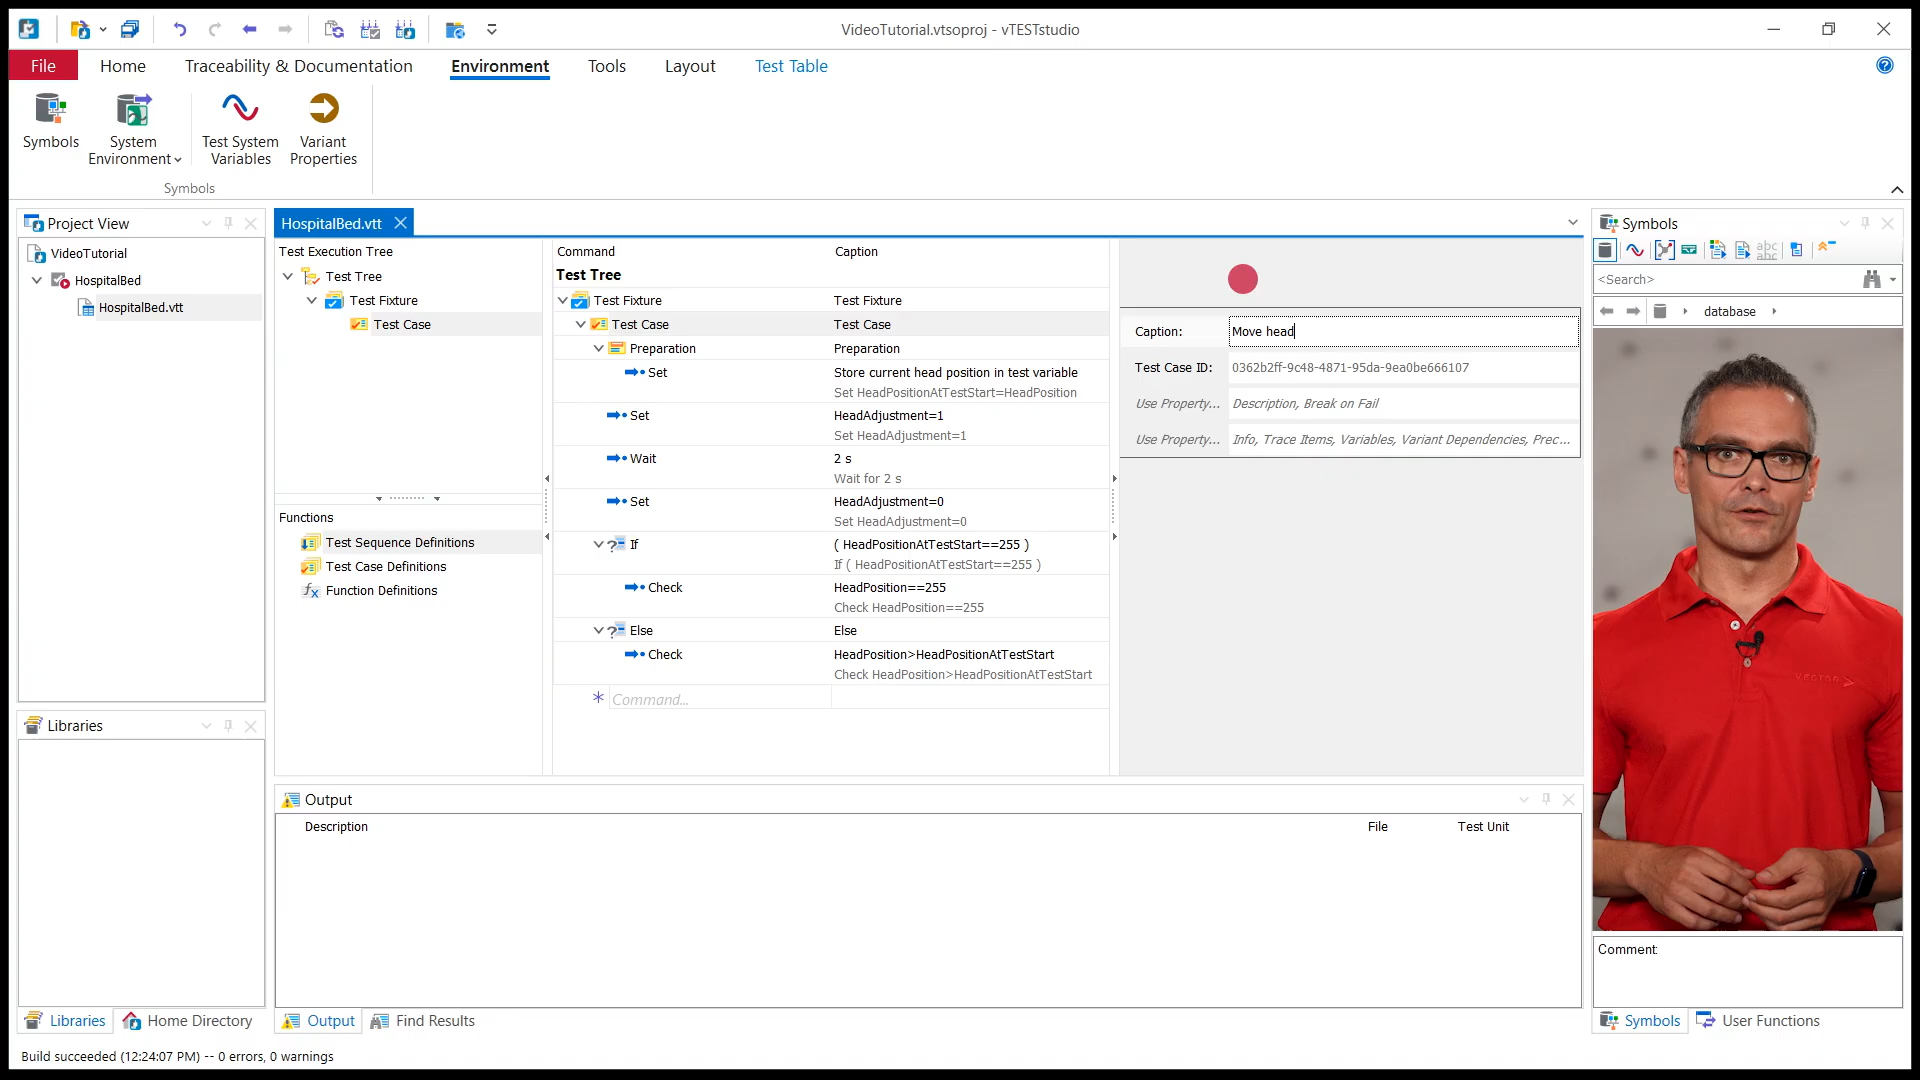 VideoTutorial.vtsoproj - vTESTstudio
File Home Traceability & Documentation Environment Tools Layout Test Table
Symbols
System Environment
Test System Variables
Variant Properties
Symbols
Project View
VideoTutorial
HospitalBed
HospitalBed.vtt
Libraries
Libraries Home Directory
HospitalBed.vtt
Test Execution Tree
Test Tree
Test Fixture
Test Case
Functions
Test Sequence Definitions
Test Case Definitions
Function Definitions
Command Caption
Test Tree
Test Fixture Test Fixture
Test Case Test Case
Preparation Preparation
Set Store current head position in test variable
Set HeadPositionAtTestStart=HeadPosition
Set HeadAdjustment=1
Set HeadAdjustment=1
Wait 2 s
Wait for 2 s
Set HeadAdjustment=0
Set HeadAdjustment=0
If ( HeadPositionAtTestStart==255 )
If ( HeadPositionAtTestStart==255 )
Check HeadPosition==255
Check HeadPosition==255
Else Else
Check HeadPosition>HeadPositionAtTestStart
Check HeadPosition>HeadPositionAtTestStart
Command...
Caption: Move head
Test Case ID: 0362b2ff-9c48-4871-95da-9ea0be666107
Use Property... Description, Break on Fail
Use Property... Info, Trace Items, Variables, Variant Dependencies, Prec...
Output
Description File Test Unit
Output Find Results
Symbols
abc
abc
<Search>
database
VECTOR
Comment:
Symbols User Functions
Build succeeded (12:24:07 PM) -- 0 errors, 0 warnings